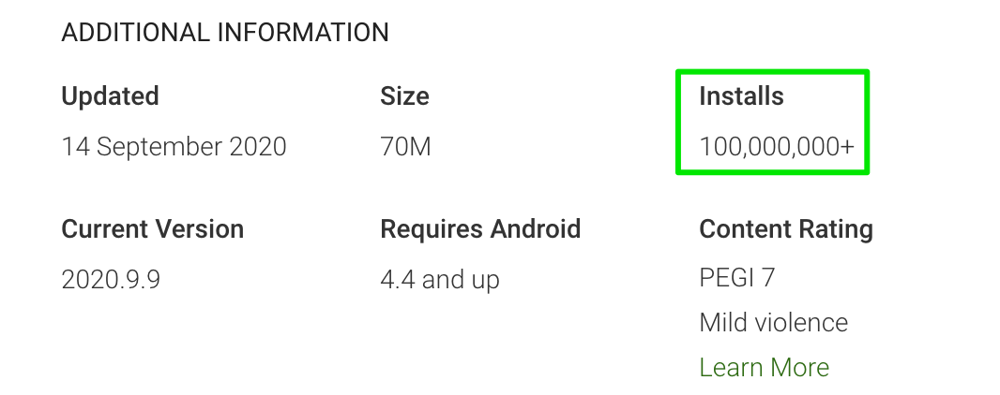 ADDITIONAL INFORMATION
Updated
Size
Installs
14 September 2020
70M
100,000,000+
Current Version
Requires Android
Content Rating
2020.9.9
4.4 and up
PEGI 7
Mild violence
Learn More